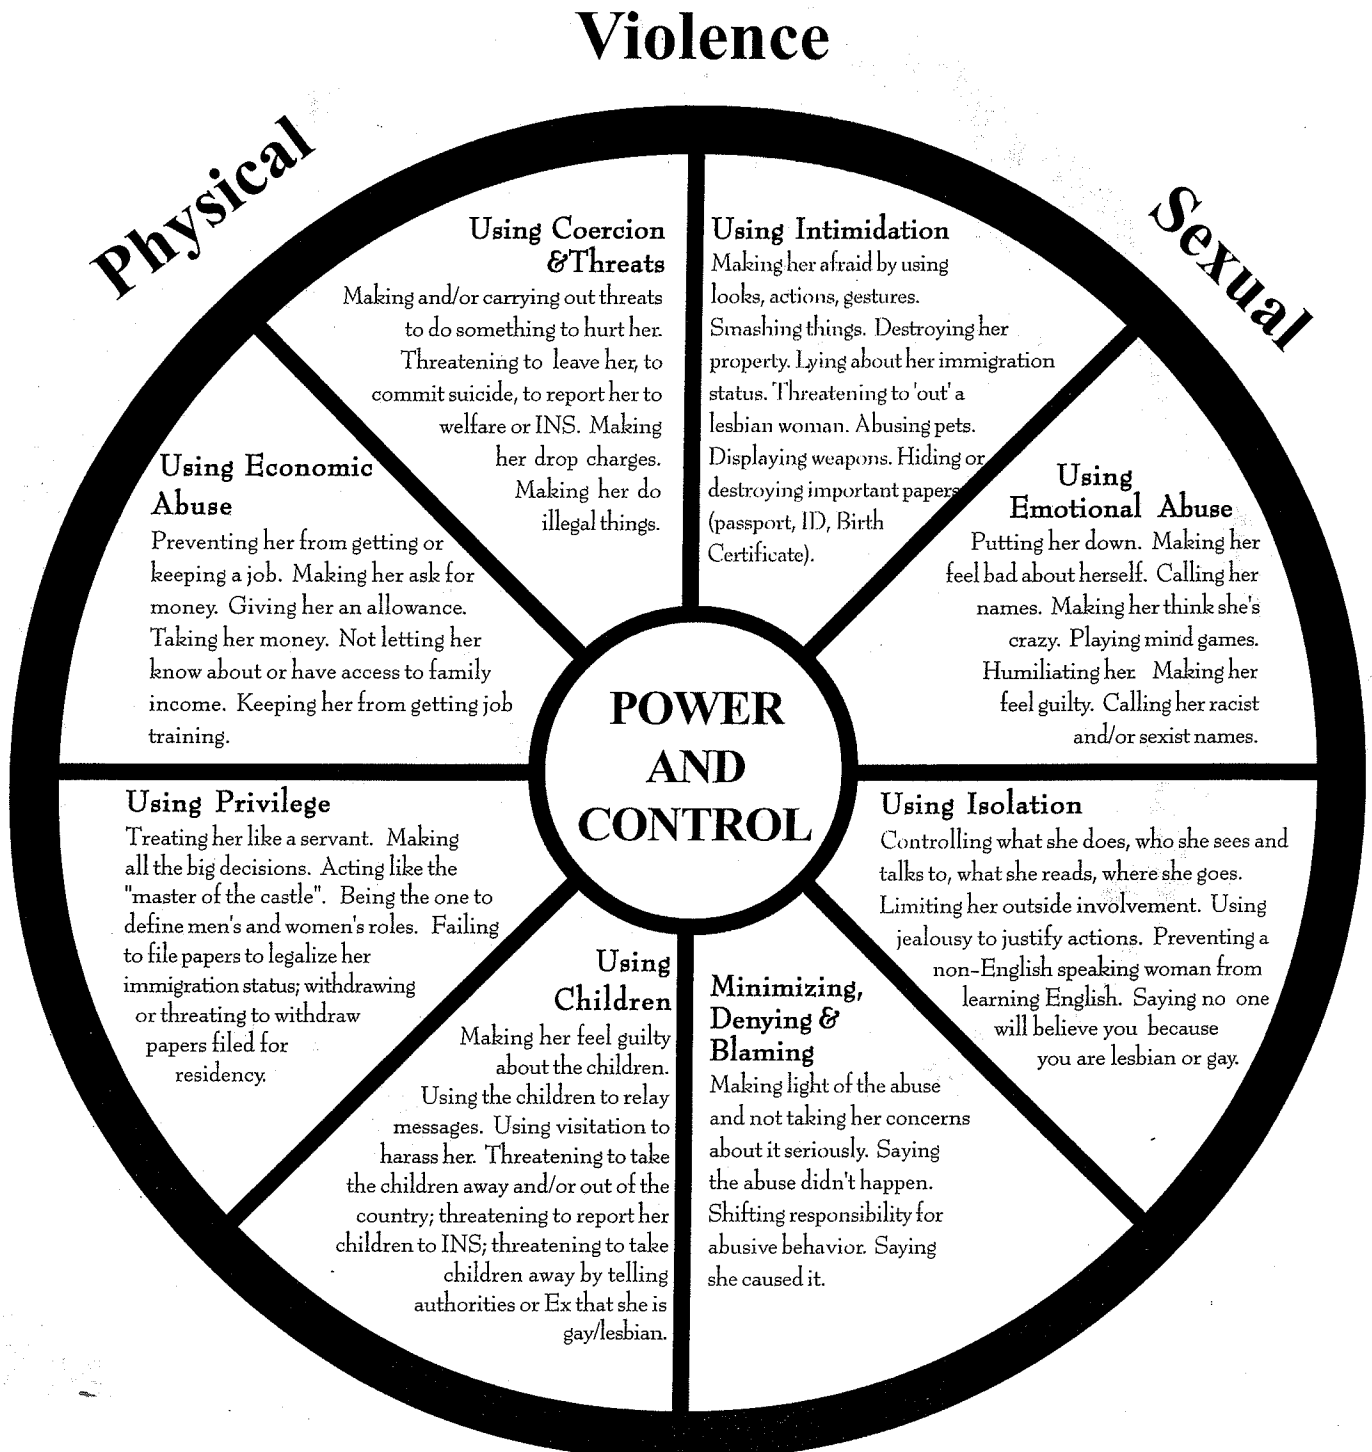 Violence
Physical
Sexual
Using Coercion
&Threats
Making and/or carrying out threats
to do something to hurt her.
Threatening to leave her, to
commit suicide, to report her to
welfare or INS. Making
her drop charges.
Making her do
illegal things.
Using Intimidation
Making her afraid by using
looks, actions, gestures.
Smashing things. Destroying her
property. Lying about her immigration
status. Threatening to 'out' a
lesbian woman. Abusing pets.
Displaying weapons. Hiding or
destroying important papers
(passport, ID, Birth
Certificate).
Using Economic
Abuse
Preventing her from getting or
keeping a job. Making her ask for
money. Giving her an allowance.
Taking her money. Not letting her
know about or have access to family
income. Keeping her from getting job
training.
Using
Emotional Abuse
Putting her down. Making her
feel bad about herself. Calling her
names. Making her think she's
crazy. Playing mind games.
Humiliating her. Making her
feel guilty. Calling her racist
and/or sexist names.
POWER
AND
CONTROL
Using Privilege
Treating her like a servant. Making
all the big decisions. Acting like the
"master of the castle". Being the one to
define men's and women's roles. Failing
to file papers to legalize her
immigration status; withdrawing
or threating to withdraw
papers filed for
residency.
Using Isolation
Controlling what she does, who she sees and
talks to, what she reads, where she goes.
Limiting her outside involvement. Using
jealousy to justify actions. Preventing a
non-English speaking woman from
learning English. Saying no one
will believe you because
you are lesbian or gay.
Using
Children
Making her feel guilty
about the children.
Using the children to relay
messages. Using visitation to
harass her. Threatening to take
the children away and/or out of the
country; threatening to report her
children to INS; threatening to take
children away by telling
authorities or Ex that she is
gay/lesbian.
Minimizing,
Denying &
Blaming
Making light of the abuse
and not taking her concerns
about it seriously. Saying
the abuse didn't happen.
Shifting responsibility for
abusive behavior. Saying
she caused it.